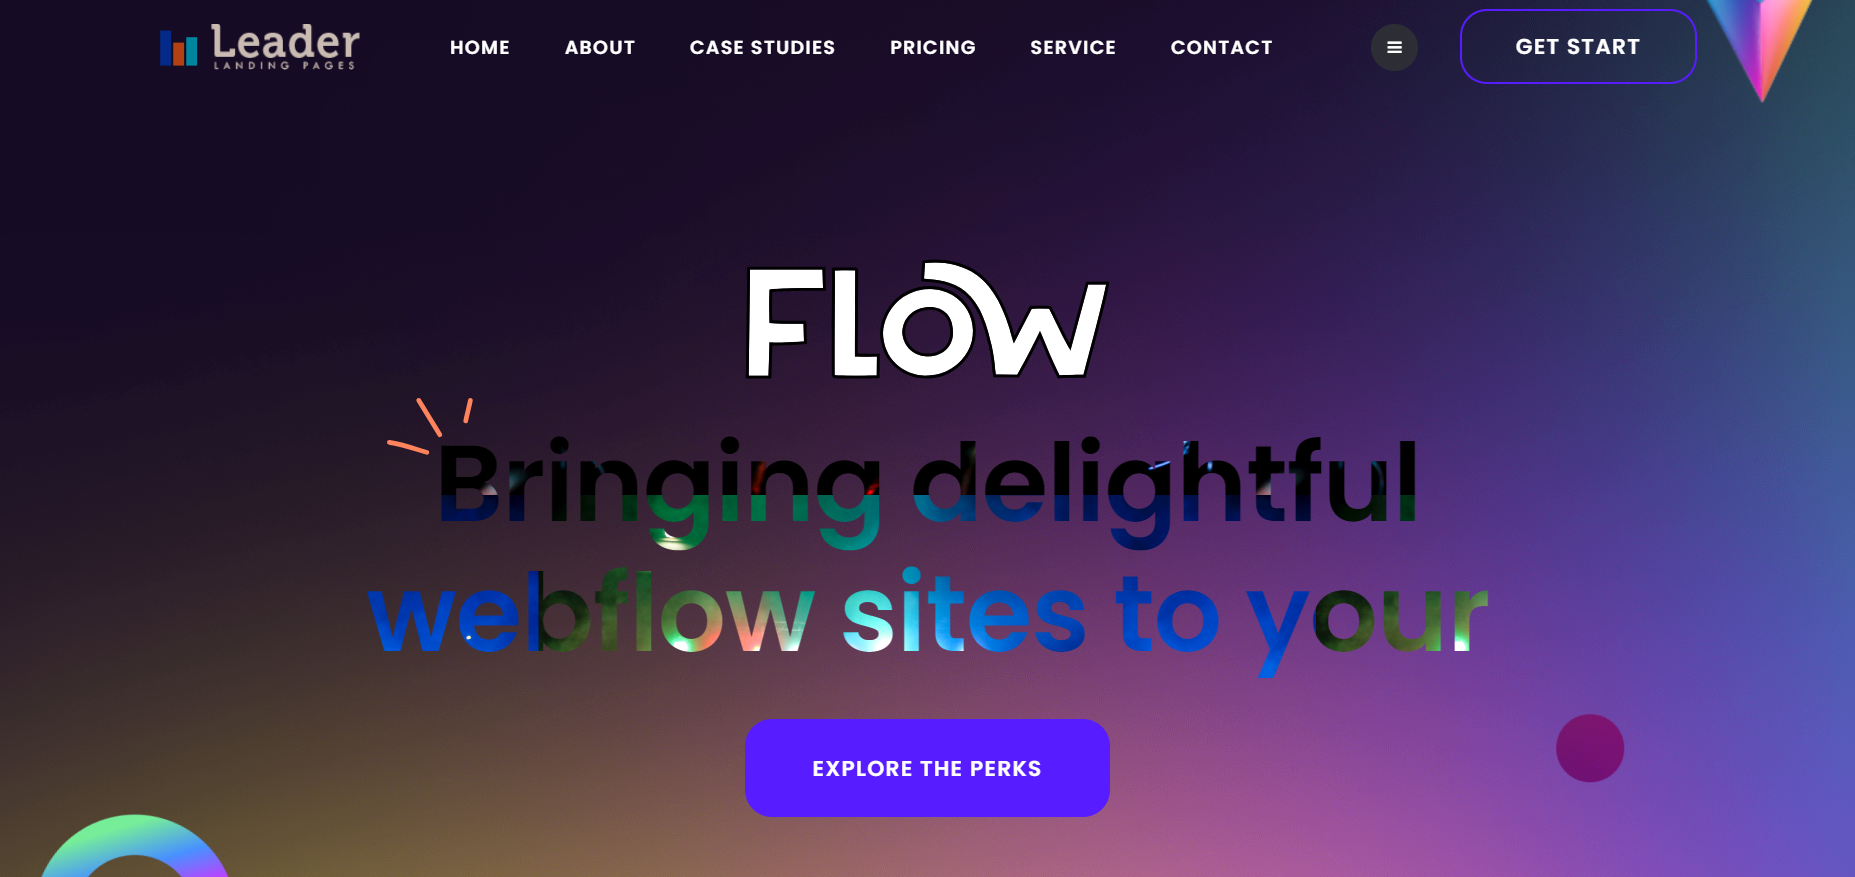 Leader
LANDING PAGES
HOME ABOUT CASE STUDIES PRICING SERVICE CONTACT
GET START
FLOW
Bringing delightful
webflow sites to your
EXPLORE THE PERKS